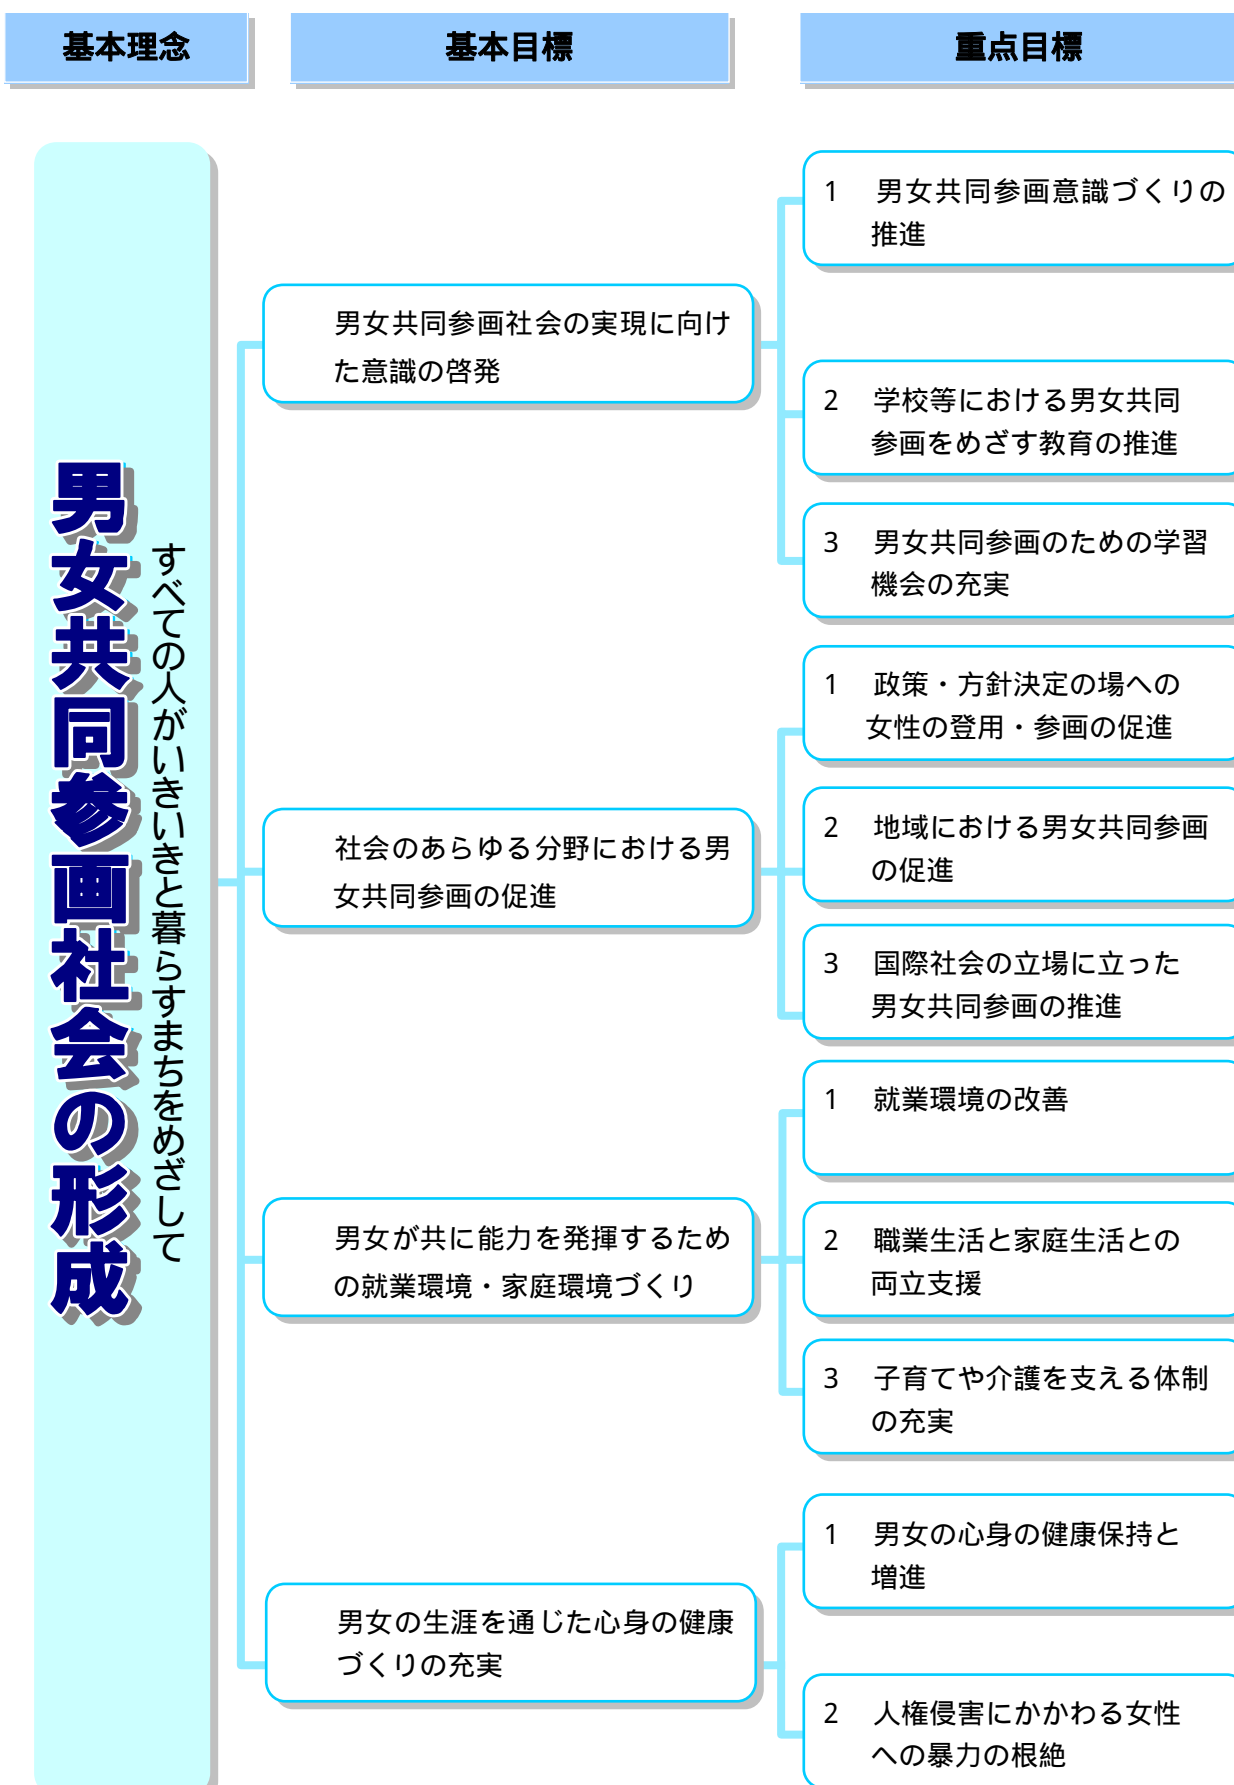 基本理念
基本目標
重点目標
男女共同参画社会の形成
すべての人がいきいきと暮らすまちをめざして
男女共同参画社会の実現に向け
た意識の啓発
1 男女共同参画意識づくりの
推進
2 学校等における男女共同
参画をめざす教育の推進
3 男女共同参画のための学習
機会の充実
社会のあらゆる分野における男
女共同参画の促進
1 政策・方針決定の場への
女性の登用・参画の促進
2 地域における男女共同参画
の促進
3 国際社会の立場に立った
男女共同参画の推進
男女が共に能力を発揮するため
の就業環境・家庭環境づくり
1 就業環境の改善
2 職業生活と家庭生活との
両立支援
3 子育てや介護を支える体制
の充実
男女の生涯を通じた心身の健康
づくりの充実
1 男女の心身の健康保持と
増進
2 人権侵害にかかわる女性
への暴力の根絶